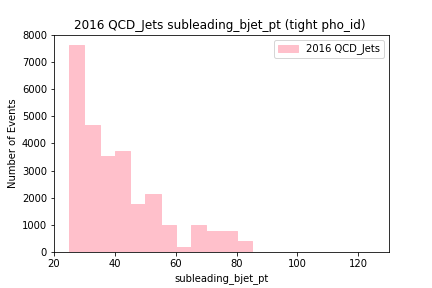 2016 QCD_Jets subleading_bjet_pt (tight pho_id)
2016 QCD_Jets
8000
7000
6000
5000
4000
3000
2000
1000
0
Number of Events
20 40 60 80 100 120
subleading_bjet_pt